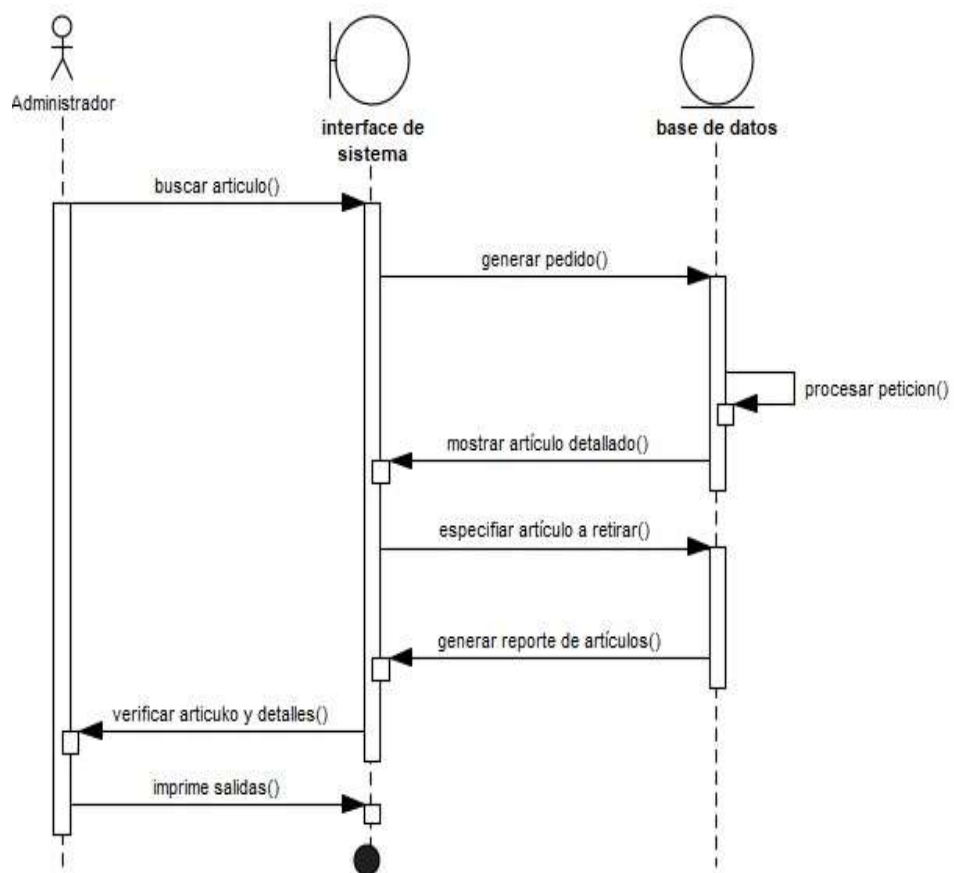 Administrador
interface de
sistema
base de datos
buscar articulo()
generar pedido()
procesar peticion()
mostrar artículo detallado()
especifiar artículo a retirar()
generar reporte de artículos()
verificar articuko y detalles()
imprime salidas()